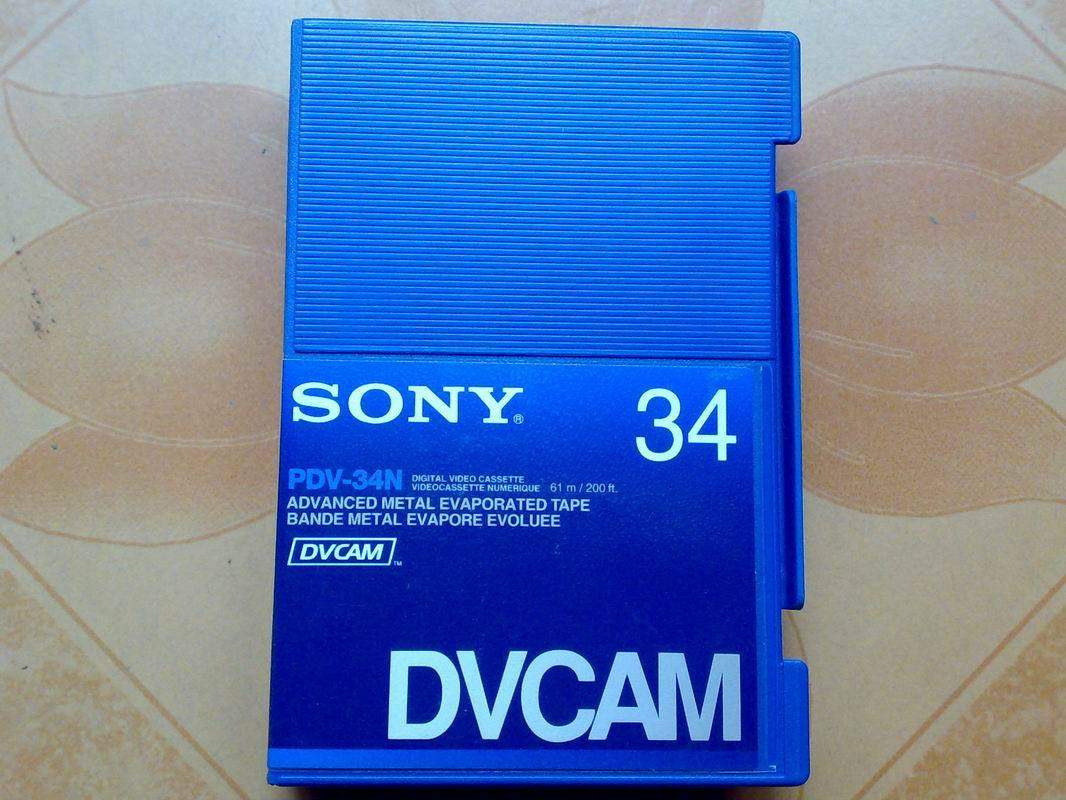 SONY®
34
PDV-34N DIGITAL VIDEO CASSETTE
VIDEOCASSETTE NUMERIQUE 61 m / 200 ft.
ADVANCED METAL EVAPORATED TAPE
BANDE METAL EVAPORE EVOLUEE
DVCAM™
DVCAM